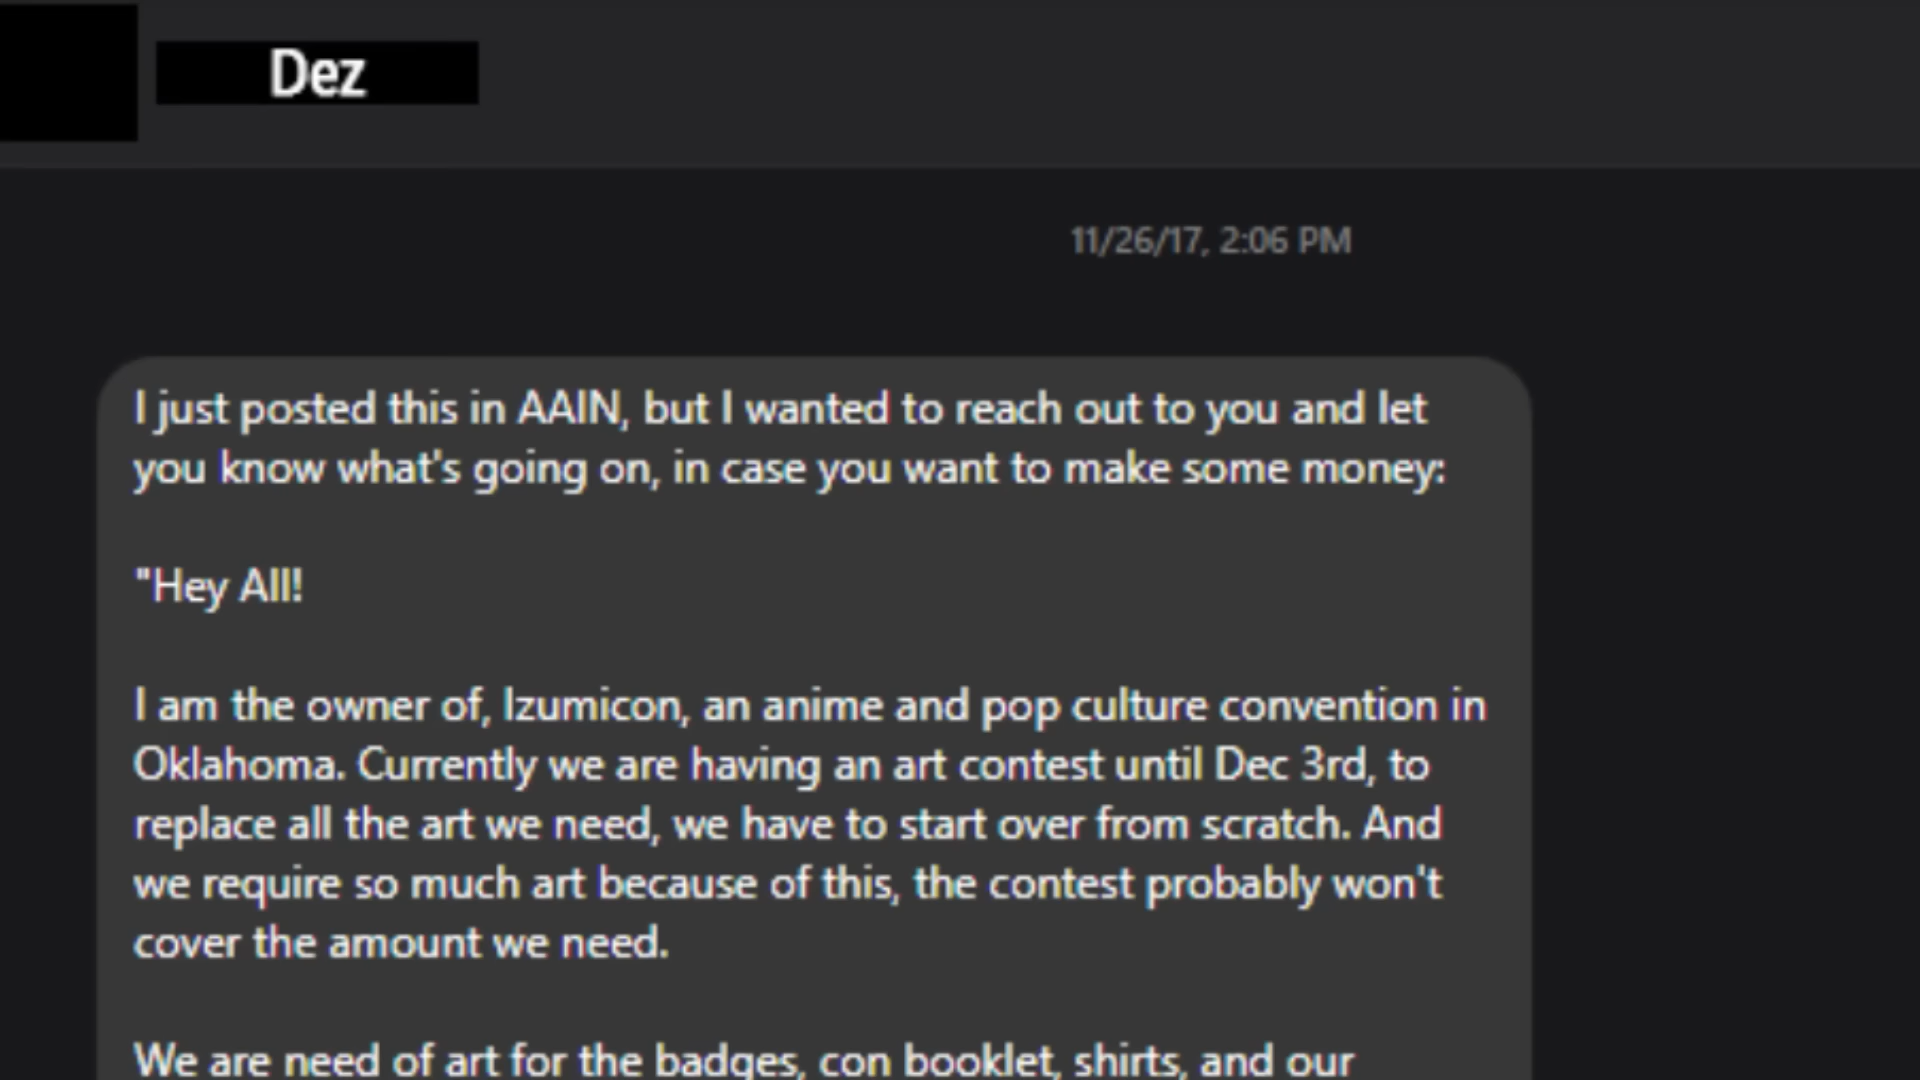 Dez
11/26/17, 2:06 PM
I just posted this in AAIN, but I wanted to reach out to you and let
you know what's going on, in case you want to make some money:
"Hey All!
I am the owner of, Izumicon, an anime and pop culture convention in
Oklahoma. Currently we are having an art contest until Dec 3rd, to
replace all the art we need, we have to start over from scratch. And
we require so much art because of this, the contest probably won't
cover the amount we need.
We are need of art for the badges, con booklet, shirts, and our